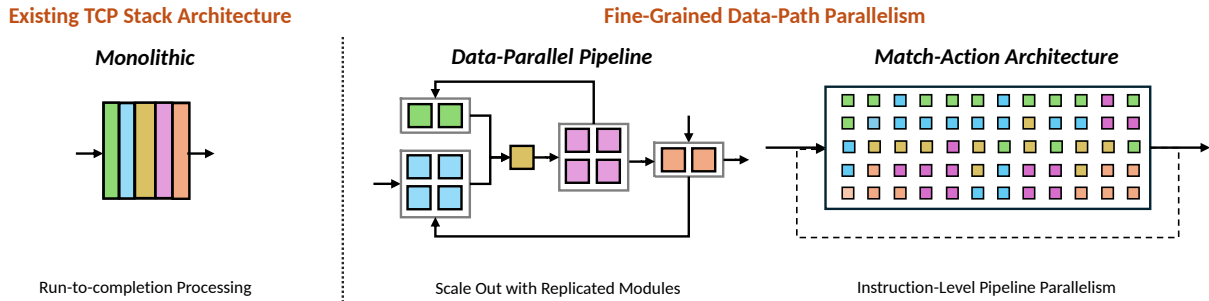 Existing TCP Stack Architecture
Fine-Grained Data-Path Parallelism
Monolithic
Data-Parallel Pipeline
Match-Action Architecture
Run-to-completion Processing
Scale Out with Replicated Modules
Instruction-Level Pipeline Parallelism